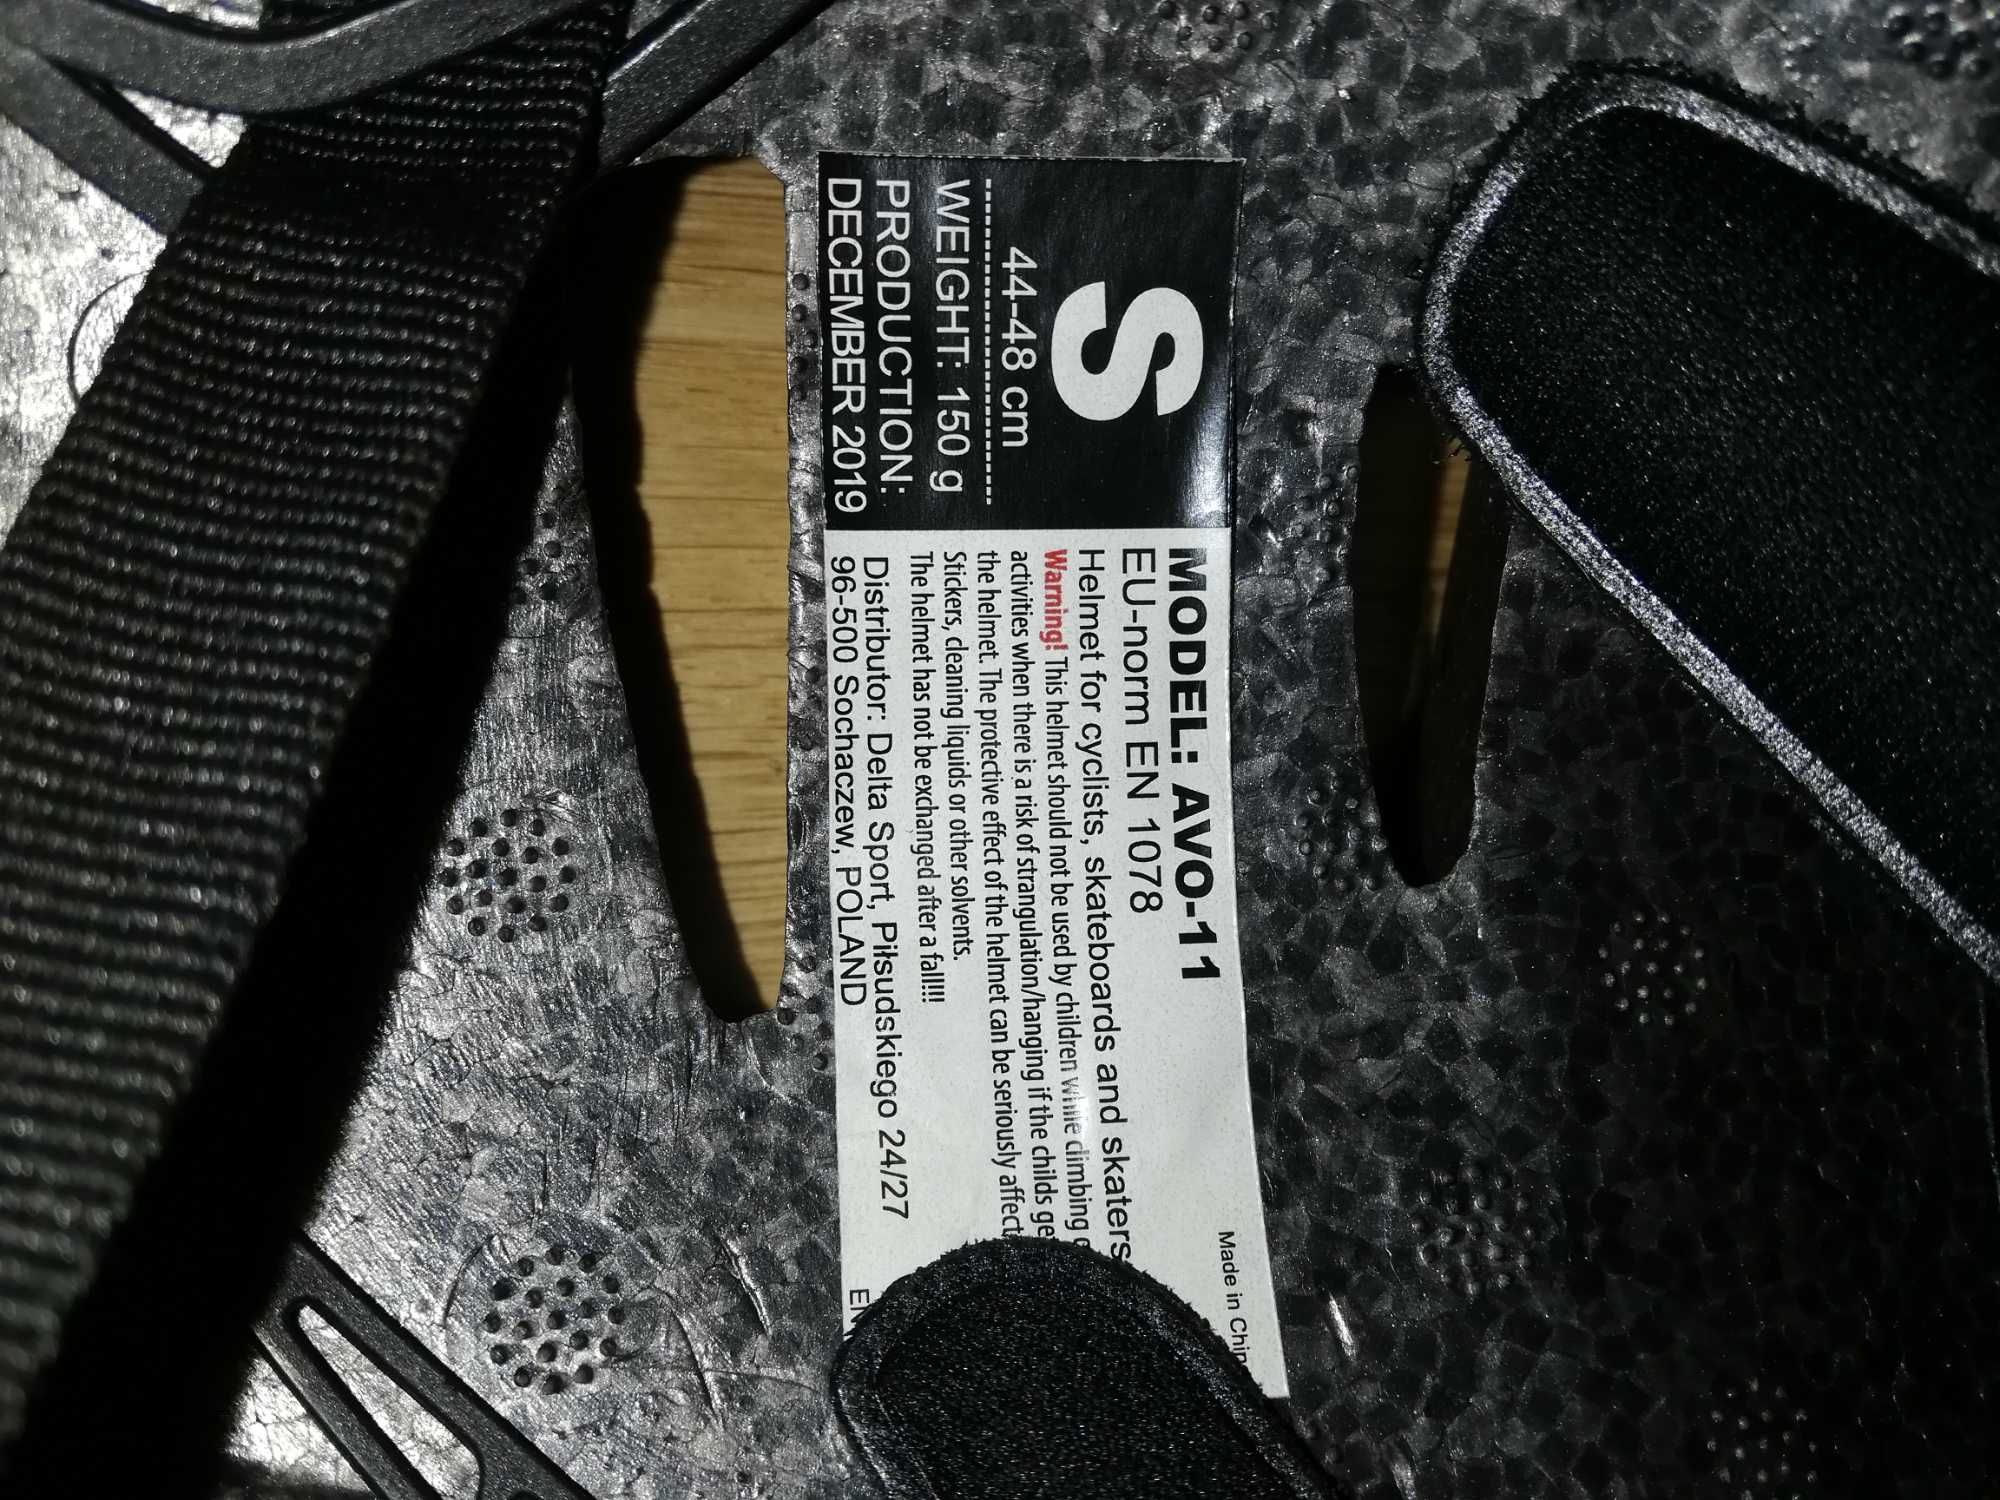 S
44-48 cm
WEIGHT: 150 g
PRODUCTION:
DECEMBER 2019
MODEL: AVO-11
EU-norm EN 1078
Helmet for cyclists, skateboards and skaters
Warning! This helmet should not be used by children while climbing
activities when there is a risk of strangulation/hanging if the childs
the helmet. The protective effect of the helmet can be seriously
Stickers, cleaning liquids or other solvents.
The helmet has not be exchanged after a fall!!!
Distributor: Delta Sport, Piłsudskiego 24/27
96-500 Sochaczew, POLAND
Made in